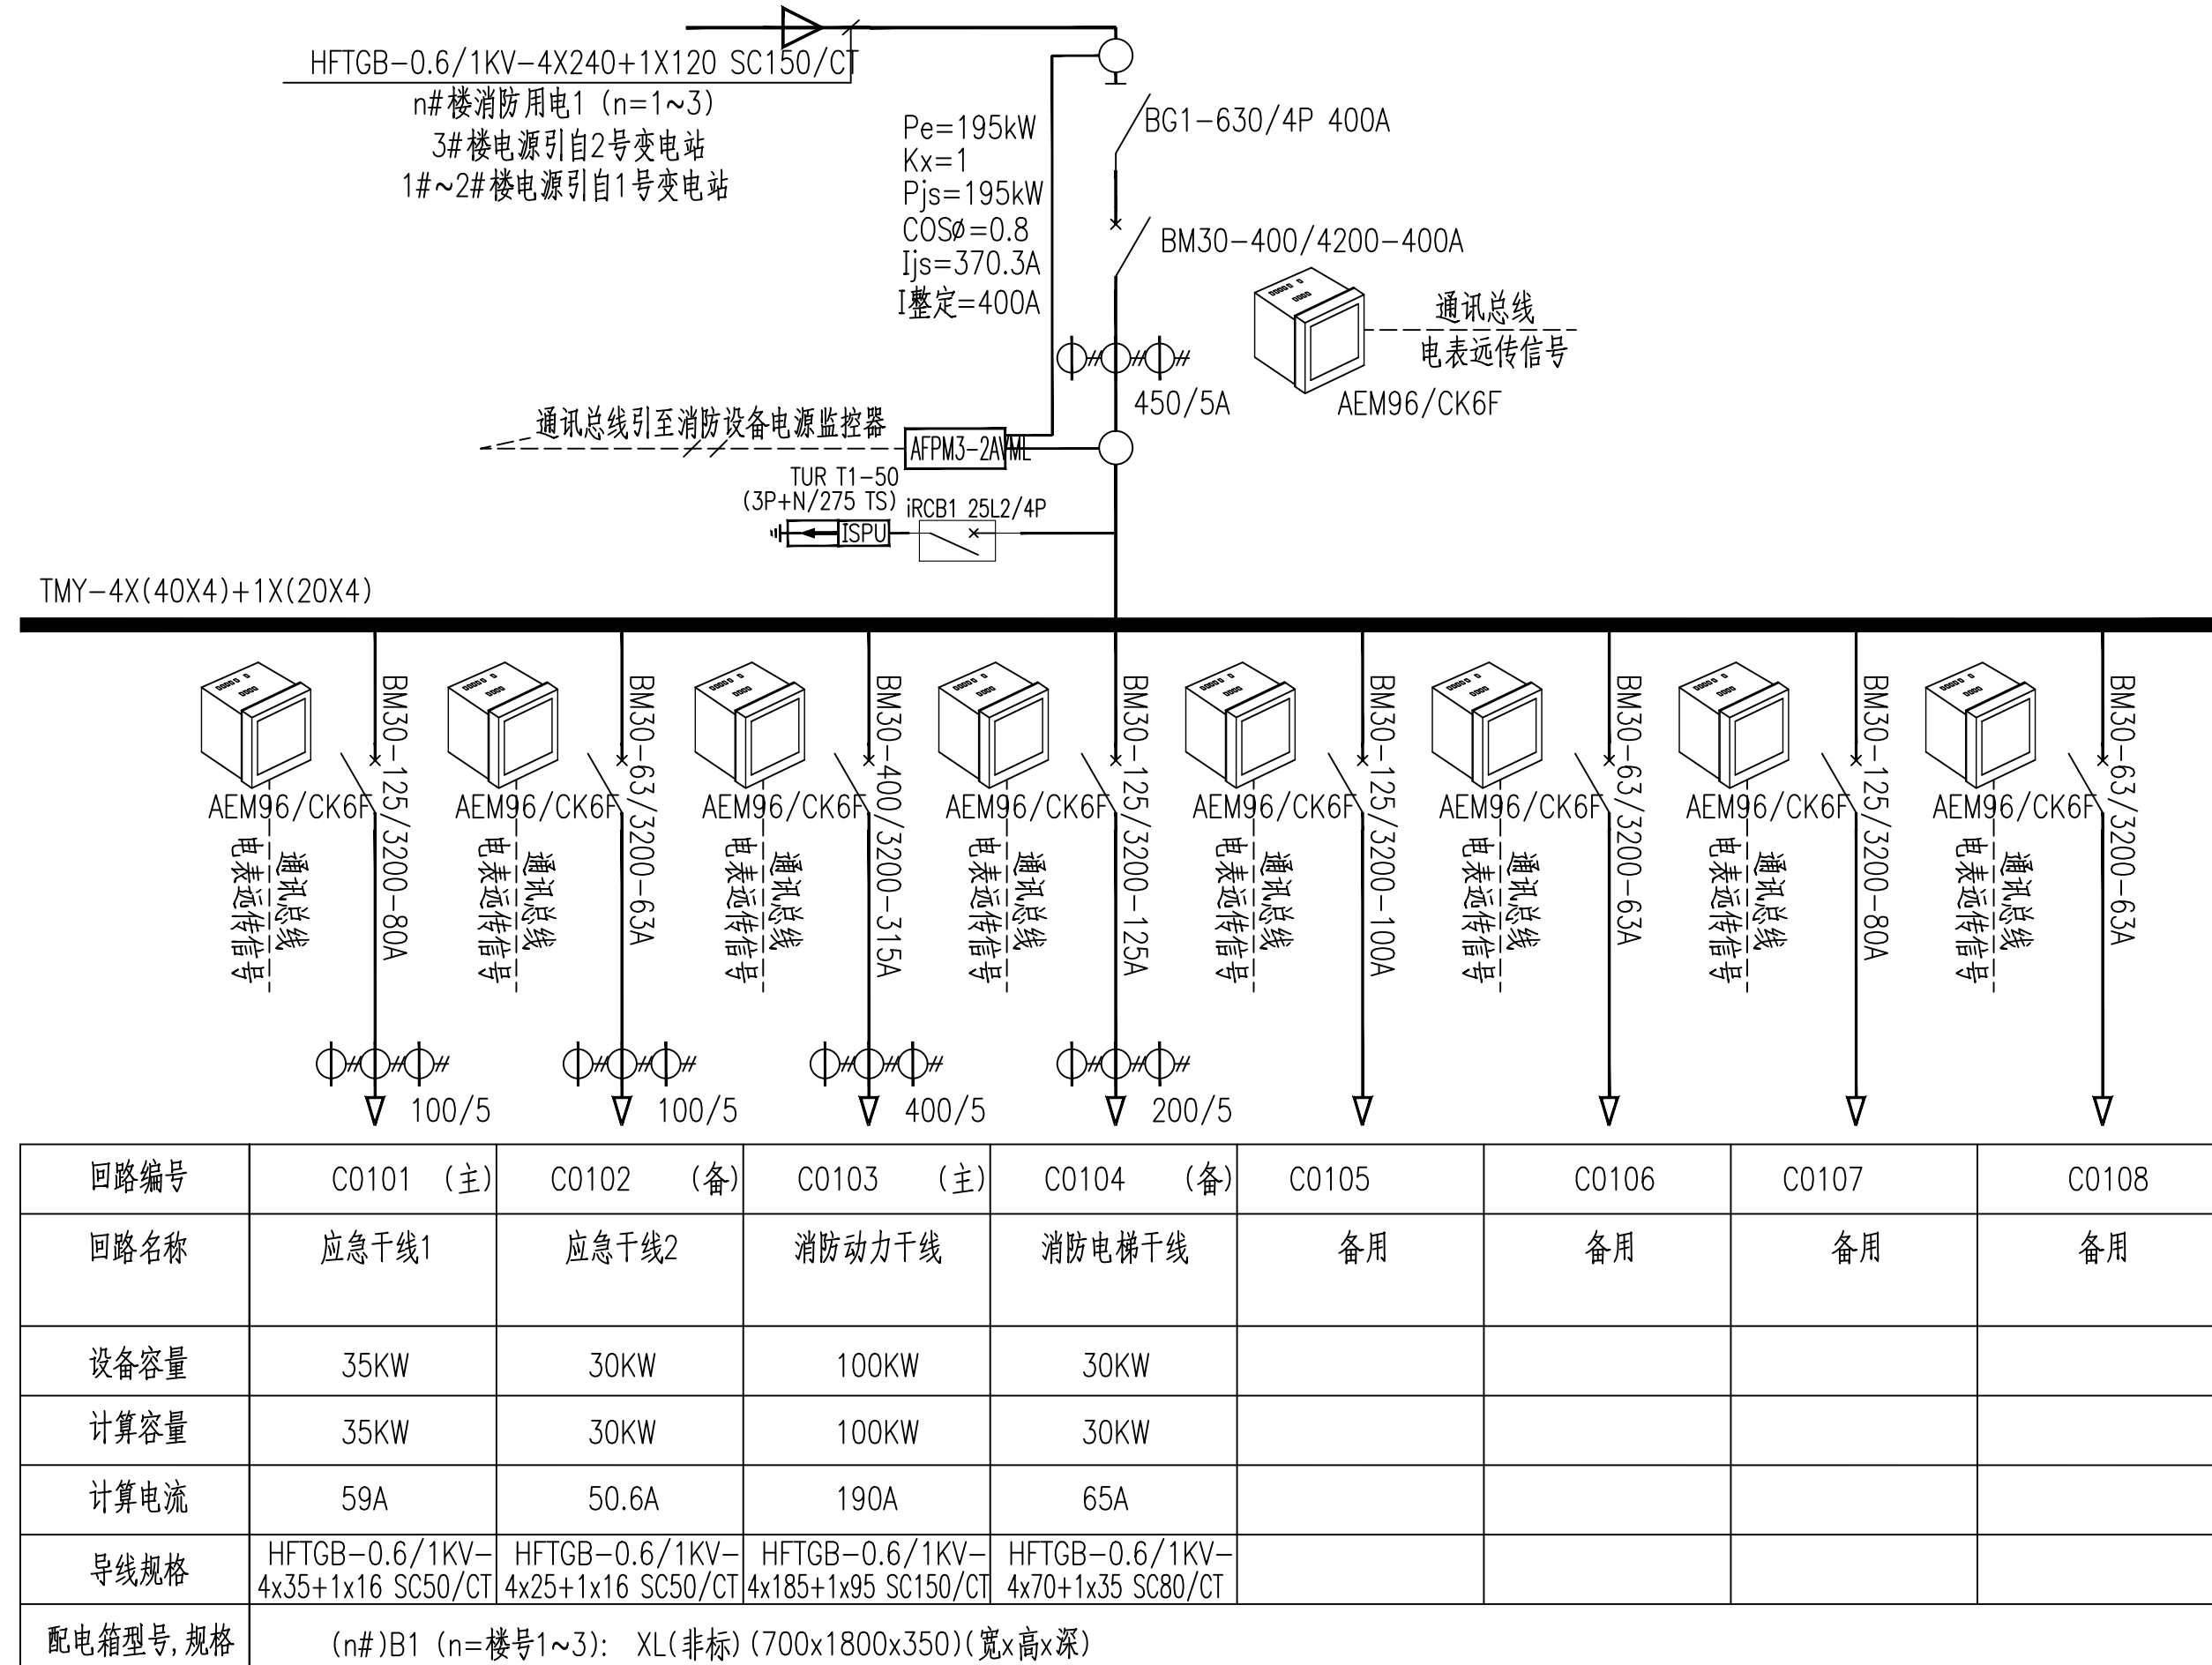 HFTGB-0.6/1KV-4X240+1X120 SC150/CT
n#楼消防用电1 (n=1~3)
3#楼电源引自2号变电站
1#~2#楼电源引自1号变电站
Pe=195kW
Kx=1
Pjs=195kW
COSø=0.8
Ijs=370.3A
I整定=400A
BG1-630/4P 400A
BM30-400/4200-400A
通讯总线
电表远传信号
AEM96/CK6F
450/5A
通讯总线引至消防设备电源监控器
AFPM3-2AVML
TUR T1-50
(3P+N/275 TS)
iRCB1 25L2/4P
ISPU
TMY-4X(40X4)+1X(20X4)
AEM96/CK6F
电表远传信号
通讯总线
BM30-125/3200-80A
100/5
AEM96/CK6F
电表远传信号
通讯总线
BM30-63/3200-63A
100/5
AEM96/CK6F
电表远传信号
通讯总线
BM30-400/3200-315A
400/5
AEM96/CK6F
电表远传信号
通讯总线
BM30-125/3200-125A
200/5
AEM96/CK6F
电表远传信号
通讯总线
BM30-125/3200-100A
AEM96/CK6F
电表远传信号
通讯总线
BM30-63/3200-63A
AEM96/CK6F
电表远传信号
通讯总线
BM30-125/3200-80A
AEM96/CK6F
电表远传信号
通讯总线
BM30-63/3200-63A
回路编号 C0101 (主) C0102 (备) C0103 (主) C0104 (备) C0105 C0106 C0107 C0108
回路名称 应急干线1 应急干线2 消防动力干线 消防电梯干线 备用 备用 备用 备用
设备容量 35KW 30KW 100KW 30KW
计算容量 35KW 30KW 100KW 30KW
计算电流 59A 50.6A 190A 65A
导线规格
HFTGB-0.6/1KV-
4x35+1x16 SC50/CT
HFTGB-0.6/1KV-
4x25+1x16 SC50/CT
HFTGB-0.6/1KV-
4x185+1x95 SC150/CT
HFTGB-0.6/1KV-
4x70+1x35 SC80/CT
配电箱型号,规格 (n#)B1 (n=楼号1~3): XL(非标)(700x1800x350)(宽x高x深)